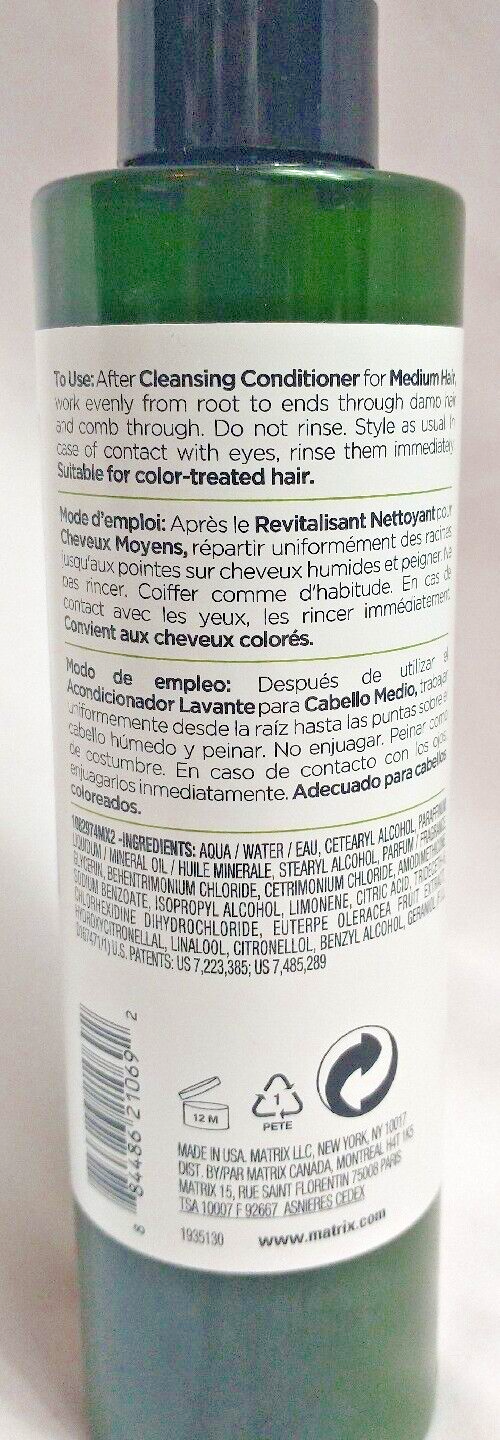 To Use: After Cleansing Conditioner for Medium Hair,
work evenly from root to ends through damp hair
and comb through. Do not rinse. Style as usual. In
case of contact with eyes, rinse them immediately.
Suitable for color-treated hair.
Mode d'emploi: Après le Revitalisant Nettoyant pour
Cheveux Moyens, répartir uniformément des racines
jusqu'aux pointes sur cheveux humides et peigner. Ne
pas rincer. Coiffer comme d'habitude. En cas de
contact avec les yeux, les rincer immédiatement.
Convient aux cheveux colorés.
Modo de empleo: Después de utilizar el
Acondicionador Lavante para Cabello Medio, trabajar
uniformemente desde la raíz hasta las puntas sobre el
cabello húmedo y peinar. No enjuagar. Peinar como
de costumbre. En caso de contacto con los ojos,
enjuagarlos inmediatamente. Adecuado para cabellos
coloreados.
1082974MX2 - INGREDIENTS: AQUA / WATER / EAU, CETEARYL ALCOHOL, PARAFFINUM
LIQUIDUM / MINERAL OIL / HUILE MINERALE, STEARYL ALCOHOL, PARFUM / FRAGRANCE,
GLYCERIN, BEHENTRIMONIUM CHLORIDE, CETRIMONIUM CHLORIDE,
SODIUM BENZOATE, ISOPROPYL ALCOHOL, LIMONENE, CITRIC ACID,
CHLORHEXIDINE DIHYDROCHLORIDE, EUTERPE OLERACEA FRUIT EXTRACT,
HYDROXYCITRONELLAL, LINALOOL, CITRONELLOL, BENZYL ALCOHOL, GERANIOL,
U.S. PATENTS: US 7,223,385; US 7,485,289
8 84486 21069 2
12 M
1
PETE
MADE IN USA. MATRIX LLC, NEW YORK, NY 10017
DIST. BY/PAR MATRIX CANADA, MONTREAL H4T 1K5
MATRIX 15, RUE SAINT FLORENTIN 75008 PARIS
TSA 10007 F 92667 ASNIERES CEDEX
1935130
www.matrix.com